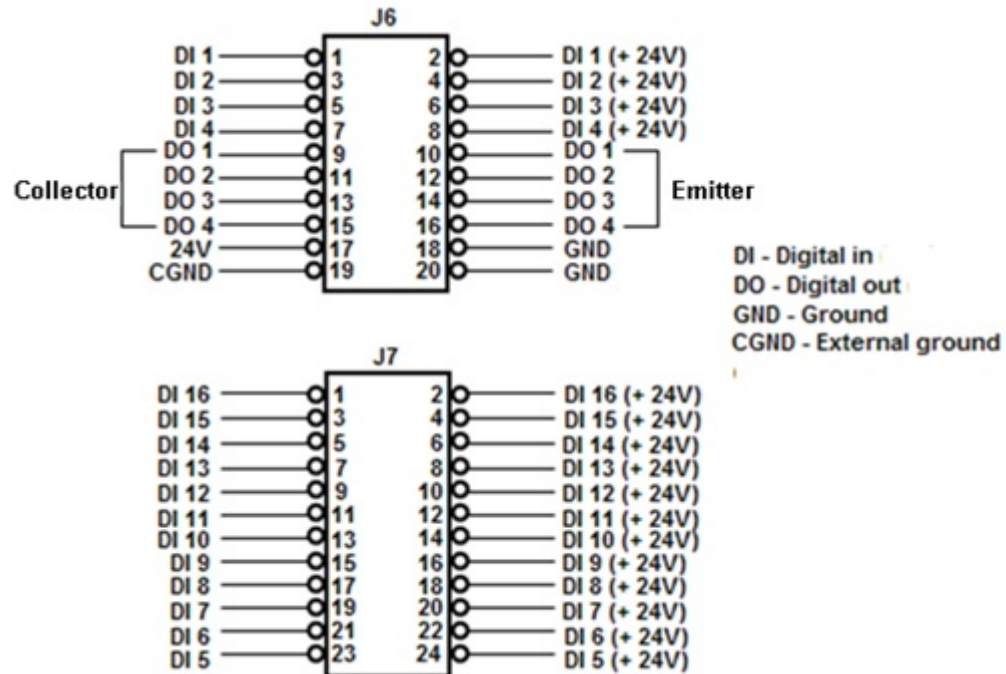 J6
DI 1 1 2 DI 1 (+ 24V)
DI 2 3 4 DI 2 (+ 24V)
DI 3 5 6 DI 3 (+ 24V)
DI 4 7 8 DI 4 (+ 24V)
DO 1 9 10 DO 1
DO 2 11 12 DO 2
Collector Emitter
DO 3 13 14 DO 3
DO 4 15 16 DO 4
24V 17 18 GND
CGND 19 20 GND
DI - Digital in
DO - Digital out
GND - Ground
CGND - External ground
J7
DI 16 1 2 DI 16 (+ 24V)
DI 15 3 4 DI 15 (+ 24V)
DI 14 5 6 DI 14 (+ 24V)
DI 13 7 8 DI 13 (+ 24V)
DI 12 9 10 DI 12 (+ 24V)
DI 11 11 12 DI 11 (+ 24V)
DI 10 13 14 DI 10 (+ 24V)
DI 9 15 16 DI 9 (+ 24V)
DI 8 17 18 DI 8 (+ 24V)
DI 7 19 20 DI 7 (+ 24V)
DI 6 21 22 DI 6 (+ 24V)
DI 5 23 24 DI 5 (+ 24V)